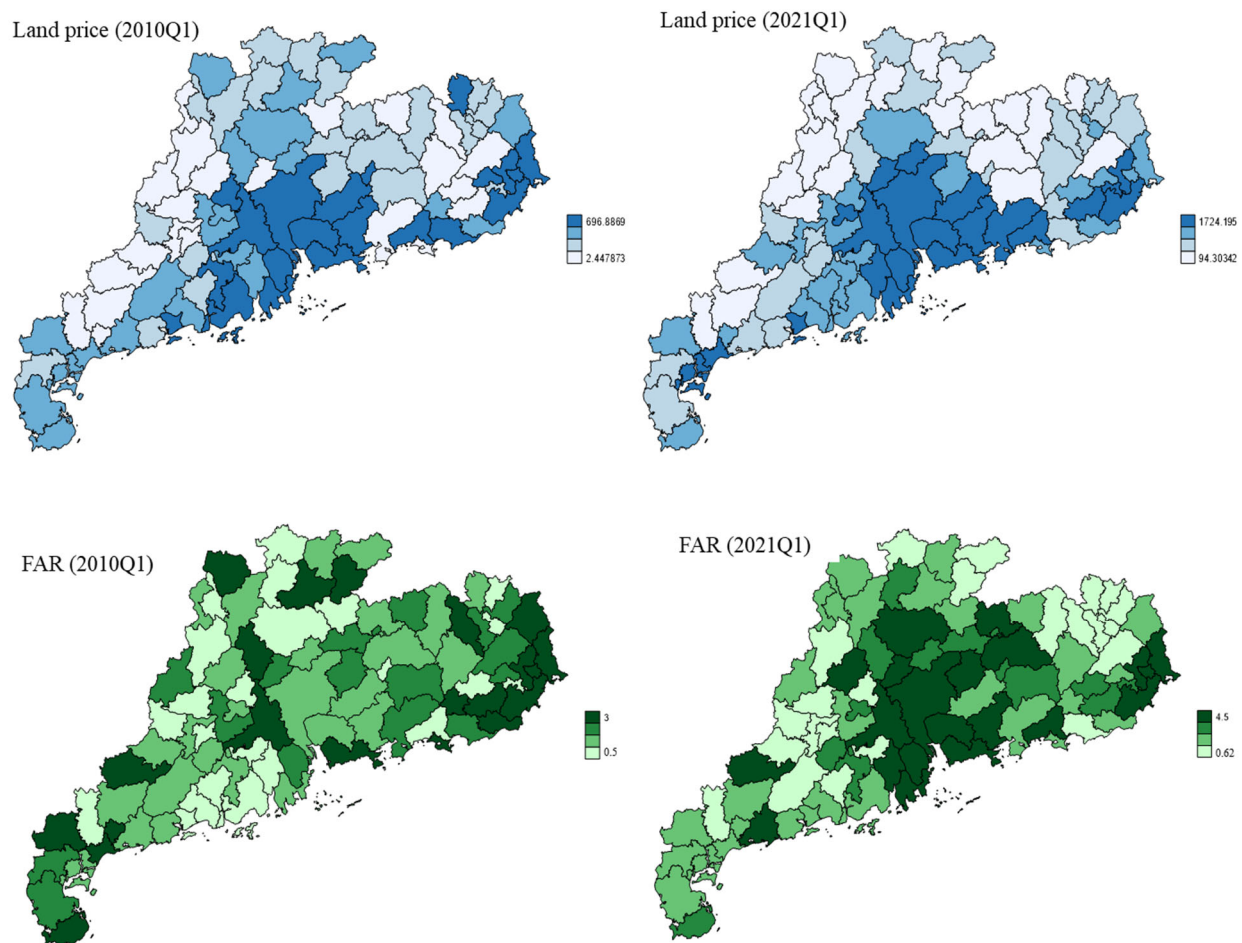 Land price (2010Q1)
Land price (2021Q1)
696.8869
2.447873
1724.195
94.30342
FAR (2010Q1)
FAR (2021Q1)
3
0.5
4.5
0.62